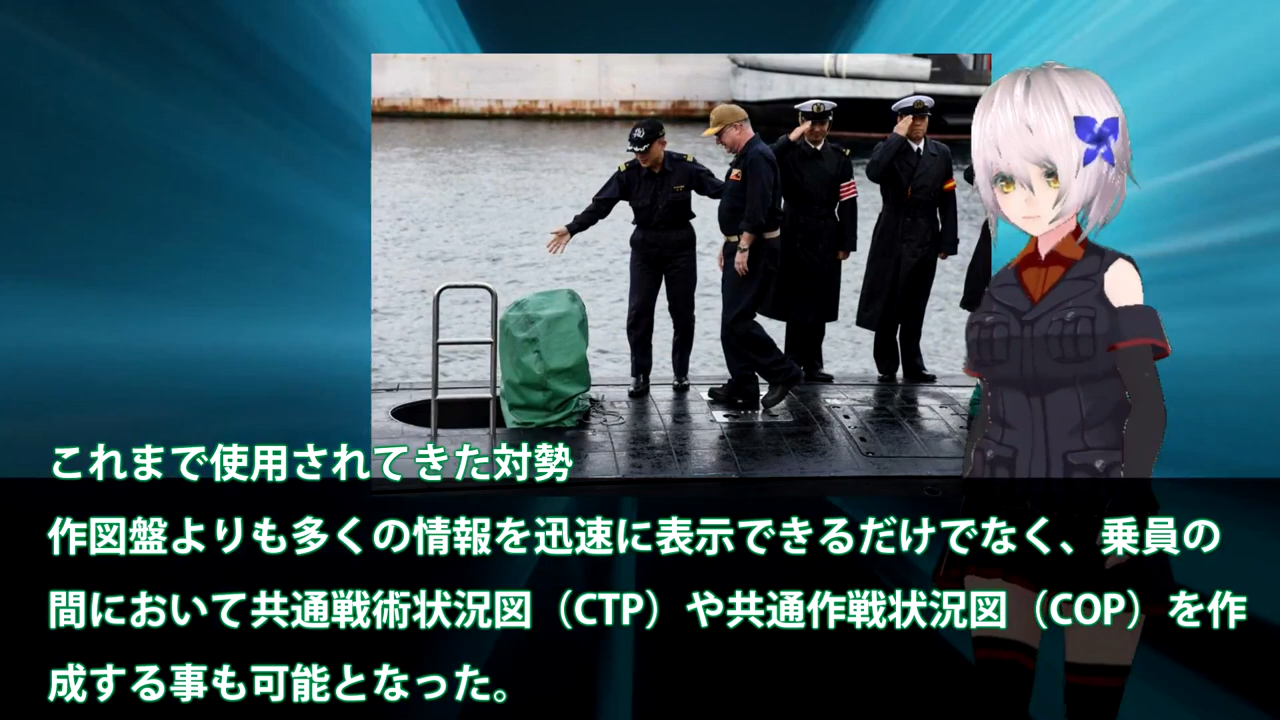 これまで使用されてきた対勢
作図盤よりも多くの情報を迅速に表示できるだけでなく、乗員の
間において共通戦術状況図（CTP）や共通作戦状況図（COP）を作
成する事も可能となった。